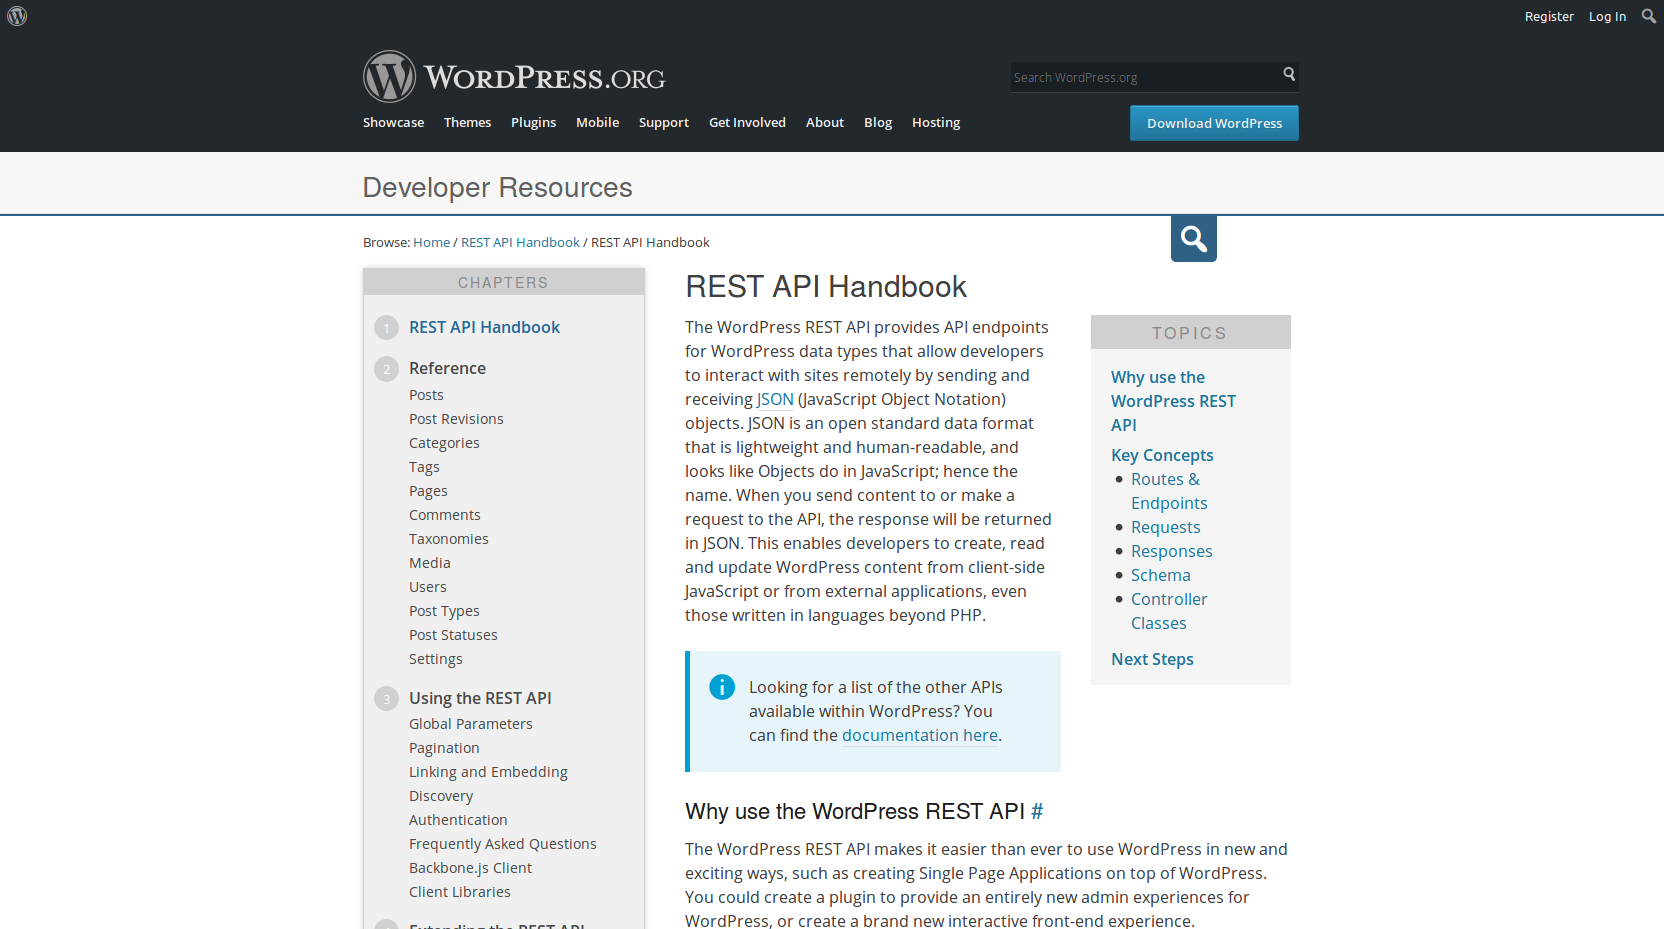 Register Log In
WORDPRESS.ORG
Search WordPress.org
Showcase Themes Plugins Mobile Support Get Involved About Blog Hosting
Download WordPress
Developer Resources
Browse: Home / REST API Handbook / REST API Handbook
CHAPTERS
1 REST API Handbook
2 Reference
Posts
Post Revisions
Categories
Tags
Pages
Comments
Taxonomies
Media
Users
Post Types
Post Statuses
Settings
3 Using the REST API
Global Parameters
Pagination
Linking and Embedding
Discovery
Authentication
Frequently Asked Questions
Backbone.js Client
Client Libraries
Extending the REST API
REST API Handbook
The WordPress REST API provides API endpoints
for WordPress data types that allow developers
to interact with sites remotely by sending and
receiving JSON (JavaScript Object Notation)
objects. JSON is an open standard data format
that is lightweight and human-readable, and
looks like Objects do in JavaScript; hence the
name. When you send content to or make a
request to the API, the response will be returned
in JSON. This enables developers to create, read
and update WordPress content from client-side
JavaScript or from external applications, even
those written in languages beyond PHP.
TOPICS
Why use the
WordPress REST
API
Key Concepts
Routes &
Endpoints
Requests
Responses
Schema
Controller
Classes
Next Steps
Looking for a list of the other APIs
available within WordPress? You
can find the documentation here.
Why use the WordPress REST API #
The WordPress REST API makes it easier than ever to use WordPress in new and
exciting ways, such as creating Single Page Applications on top of WordPress.
You could create a plugin to provide an entirely new admin experiences for
WordPress, or create a brand new interactive front-end experience.